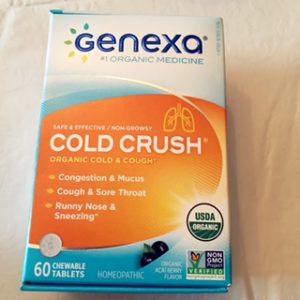 Genexa®
#1 ORGANIC MEDICINE
SAFE & EFFECTIVE / NON-DROWSY
COLD CRUSH®
ORGANIC COLD & COUGH*
• Congestion & Mucus
• Cough & Sore Throat
• Runny Nose &
Sneezing*
USDA
ORGANIC
60 CHEWABLE
TABLETS
HOMEOPATHIC
ORGANIC
ACAI BERRY
FLAVOR
NON
GMO
Project
VERIFIED